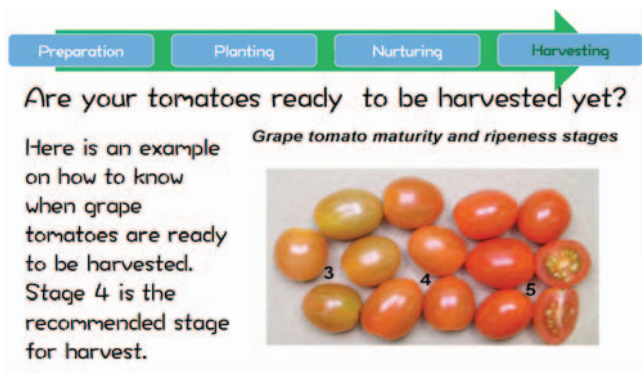 Preparation
Planting
Nurturing
Harvesting
Are your tomatoes ready to be harvested yet?
Here is an example
on how to know
when grape
tomatoes are ready
to be harvested.
Stage 4 is the
recommended stage
for harvest.
Grape tomato maturity and ripeness stages
3
4
5